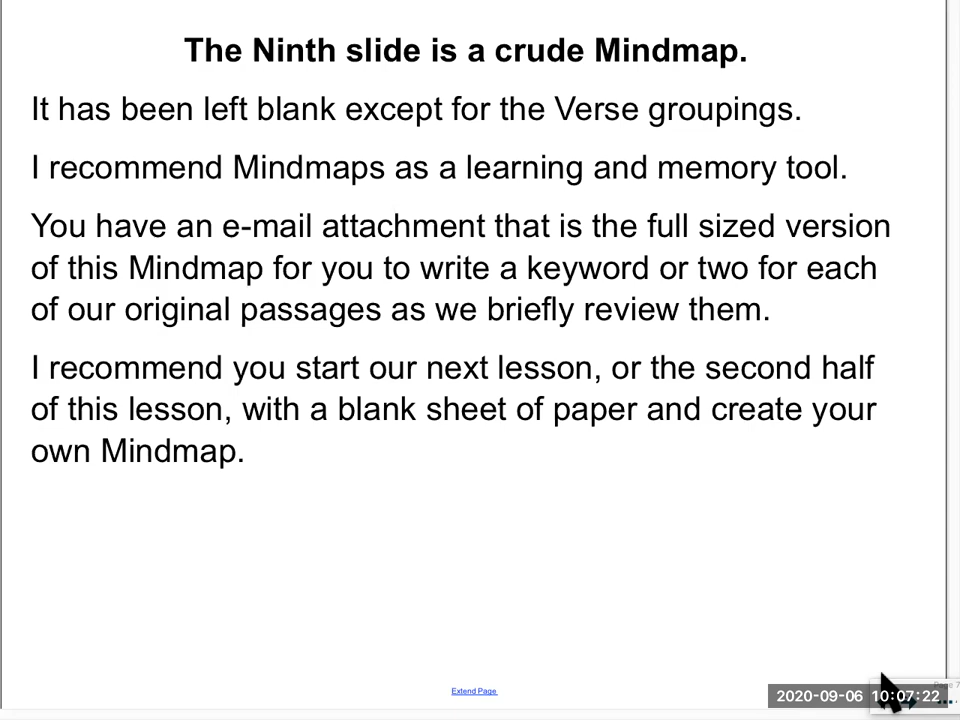 The Ninth slide is a crude Mindmap.
It has been left blank except for the Verse groupings.
I recommend Mindmaps as a learning and memory tool.
You have an e-mail attachment that is the full sized version
of this Mindmap for you to write a keyword or two for each
of our original passages as we briefly review them.
I recommend you start our next lesson, or the second half
of this lesson, with a blank sheet of paper and create your
own Mindmap.
Extend Page
2020-09-06 10:07:22